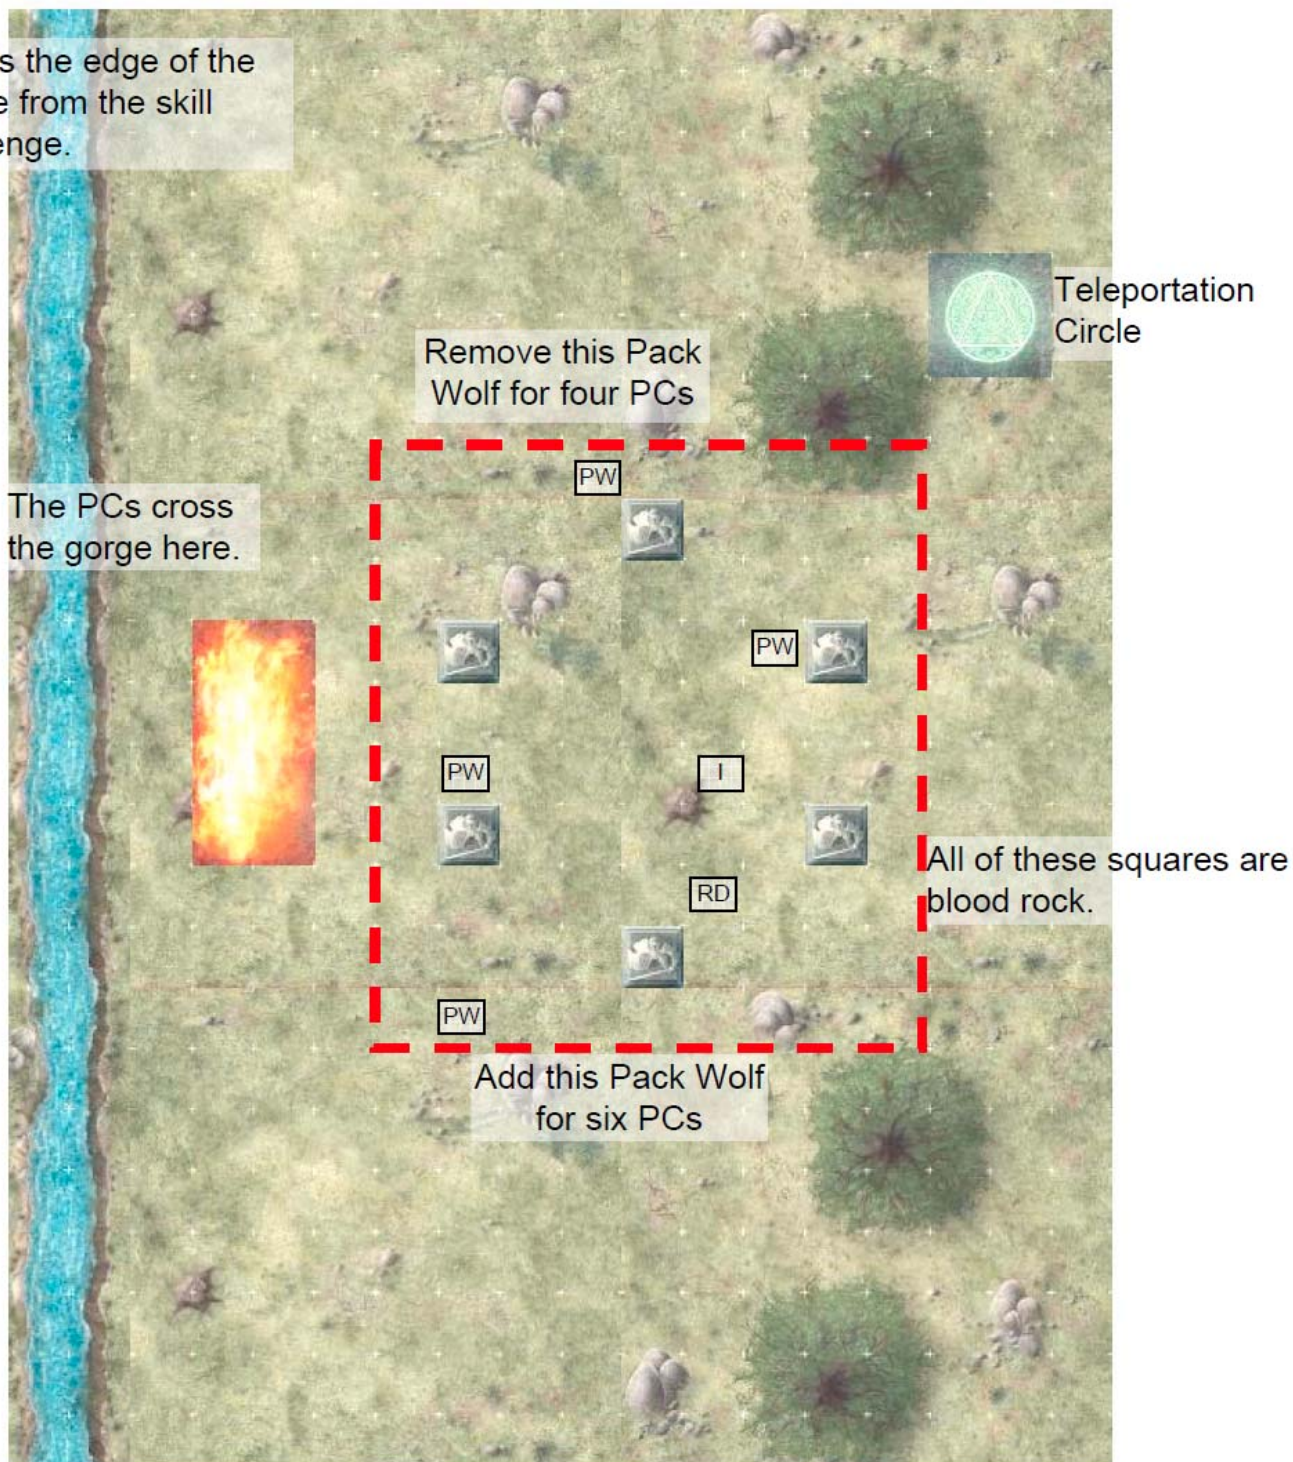 s the edge of the
e from the skill
enge.
Teleportation
Circle
Remove this Pack
Wolf for four PCs
PW
The PCs cross
the gorge here.
PW
PW
I
All of these squares are
blood rock.
RD
PW
Add this Pack Wolf
for six PCs